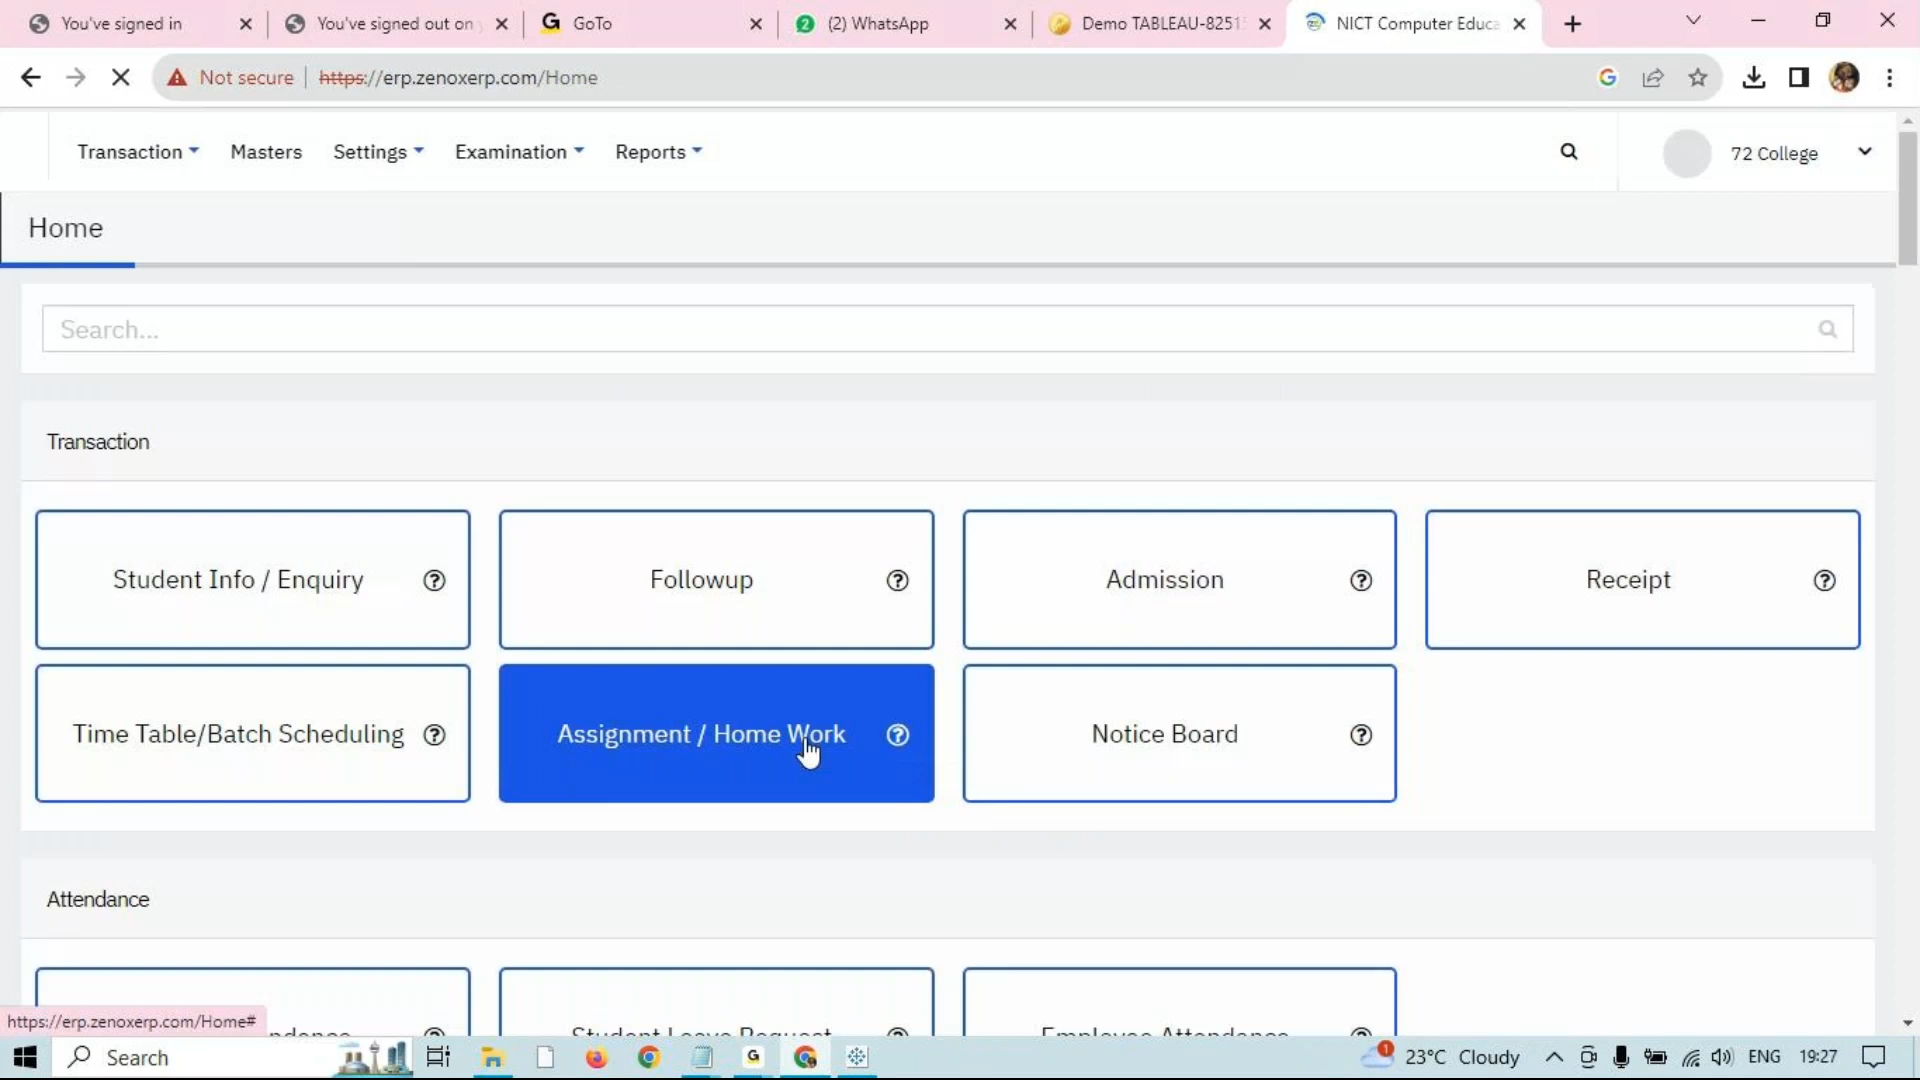 You've signed in
You've signed out on
G GoTo
2 (2) WhatsApp
Demo TABLEAU-8251
NICT Computer Educa
Not secure
https://erp.zenoxerp.com/Home
Transaction
Masters
Settings
Examination
Reports
72 College
Home
Search...
Transaction
Student Info / Enquiry
Followup
Admission
Receipt
Time Table/Batch Scheduling
Assignment / Home Work
Notice Board
Attendance
Student Leave Request
Employee Attendance
https://erp.zenoxerp.com/Home#
Search
G
1
23°C Cloudy
ENG
19:27